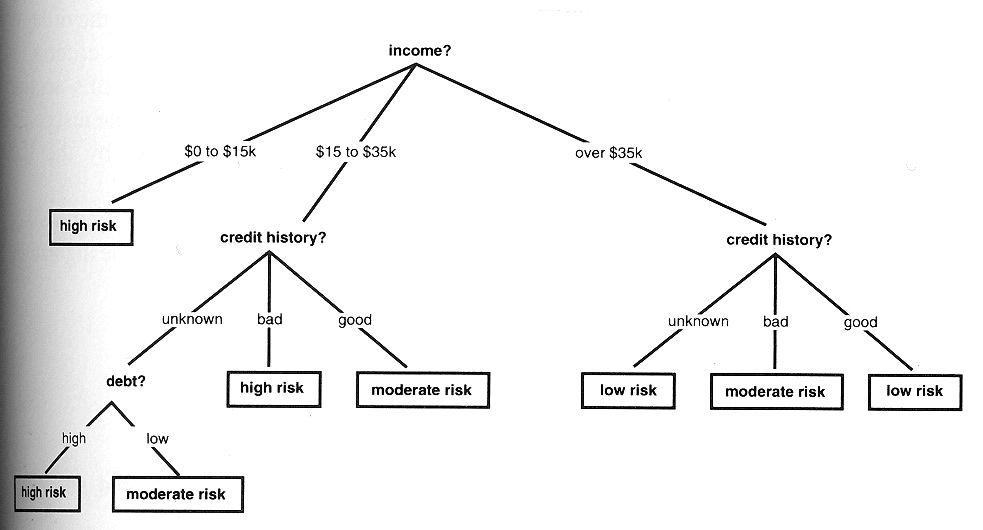 income?
$0 to $15k
$15 to $35k
over $35k
high risk
credit history?
credit history?
unknown
bad
good
unknown
bad
good
debt?
high risk
moderate risk
low risk
moderate risk
low risk
high
low
high risk
moderate risk